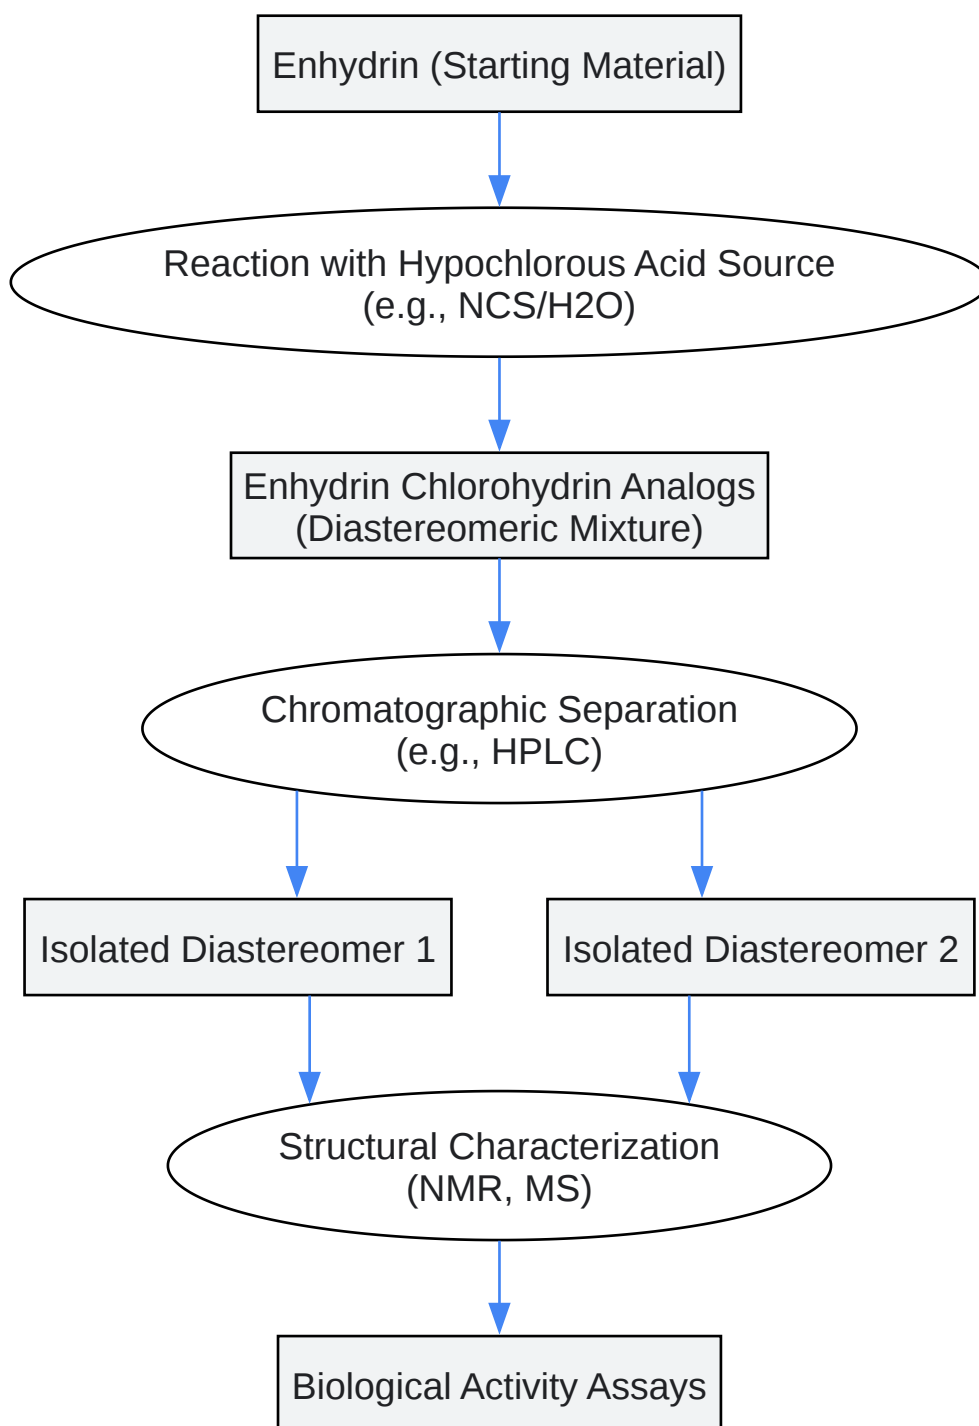 Enhydrin (Starting Material)
Reaction with Hypochlorous Acid Source
(e.g., NCS/H2O)
Enhydrin Chlorohydrin Analogs
(Diastereomeric Mixture)
Chromatographic Separation
(e.g., HPLC)
Isolated Diastereomer 1
Isolated Diastereomer 2
Structural Characterization
(NMR, MS)
Biological Activity Assays